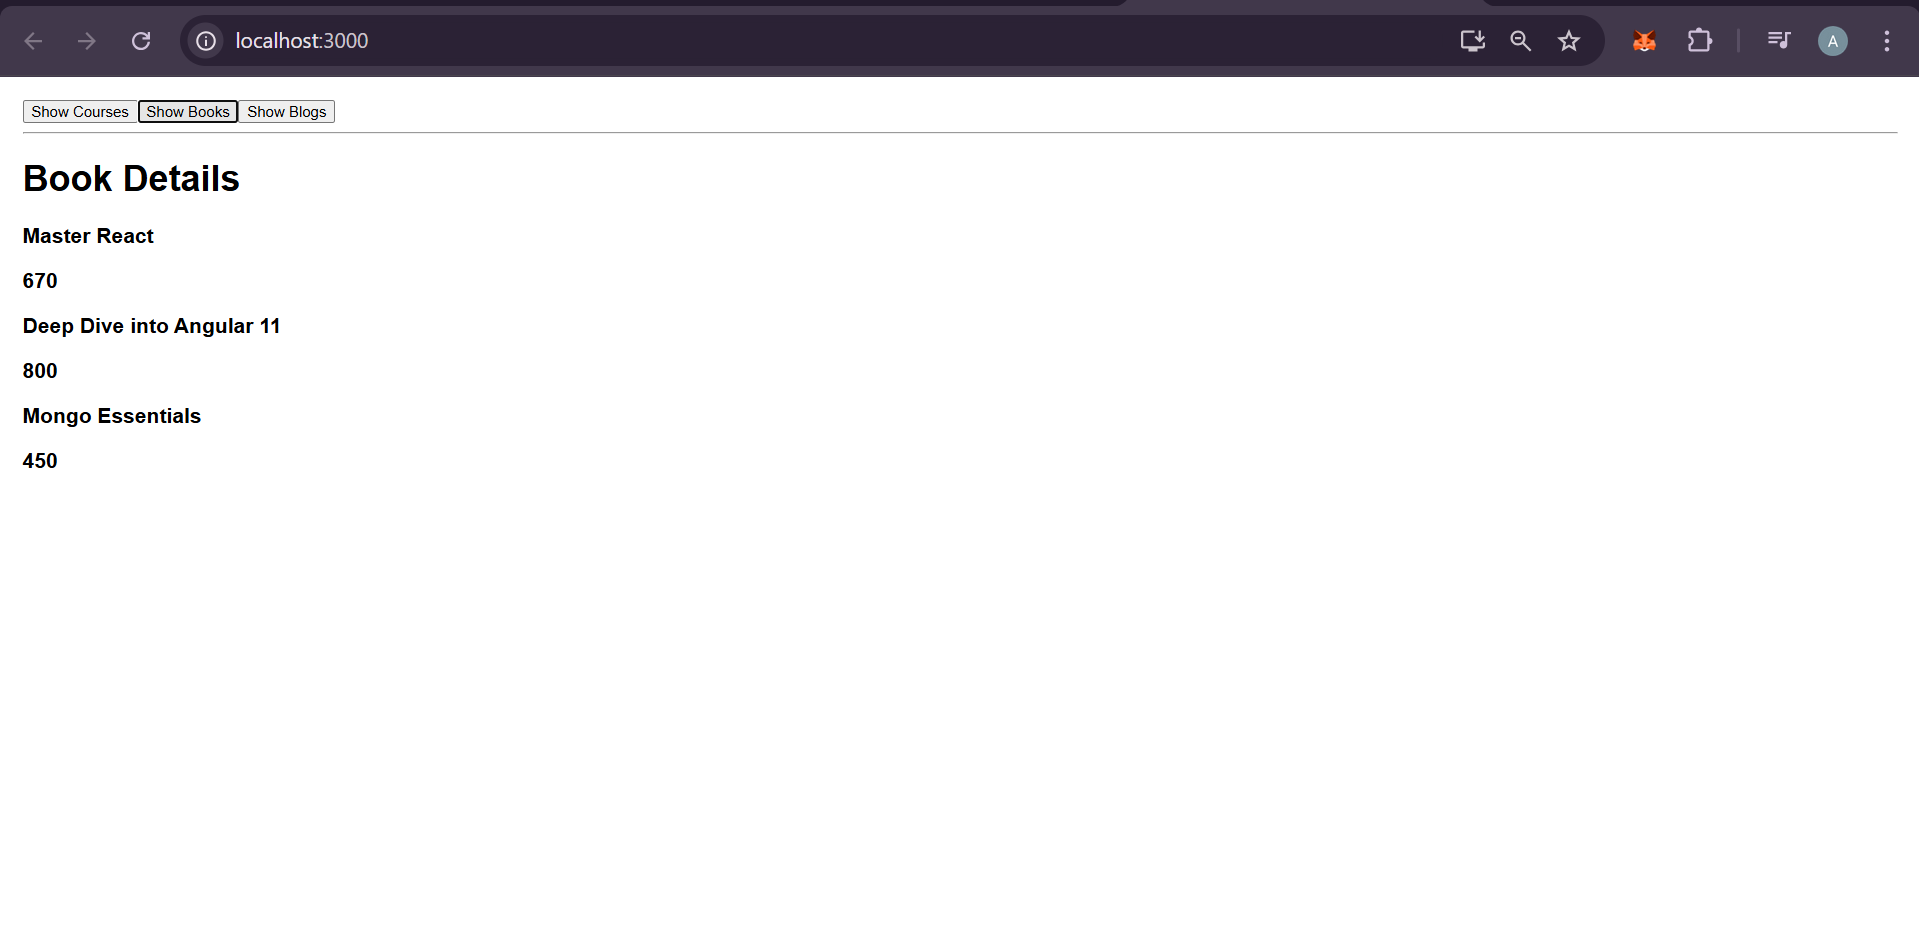 localhost:3000
A
Show Courses Show Books Show Blogs
Book Details
Master React
670
Deep Dive into Angular 11
800
Mongo Essentials
450